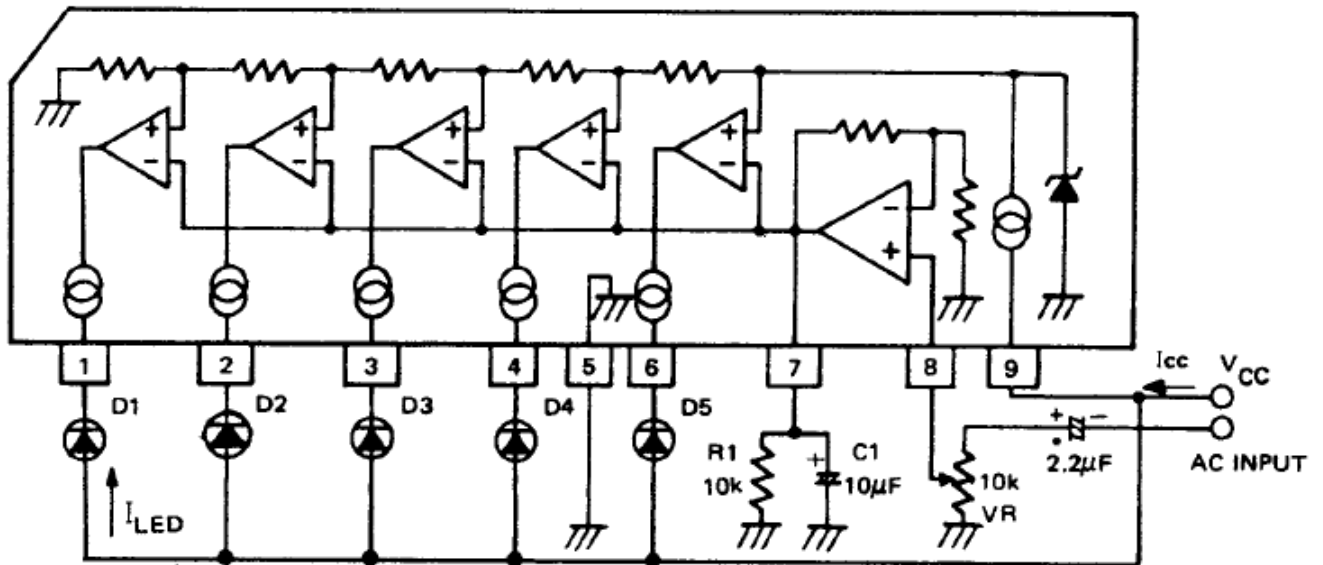 + + + + +
- - - - -
-
+
1 2 3 4 5 6 7 8 9
Icc
VCC
D1 D2 D3 D4 D5
+ -
2.2μF
AC INPUT
R1
10k
+
C1
10μF
10k
VR
ILED